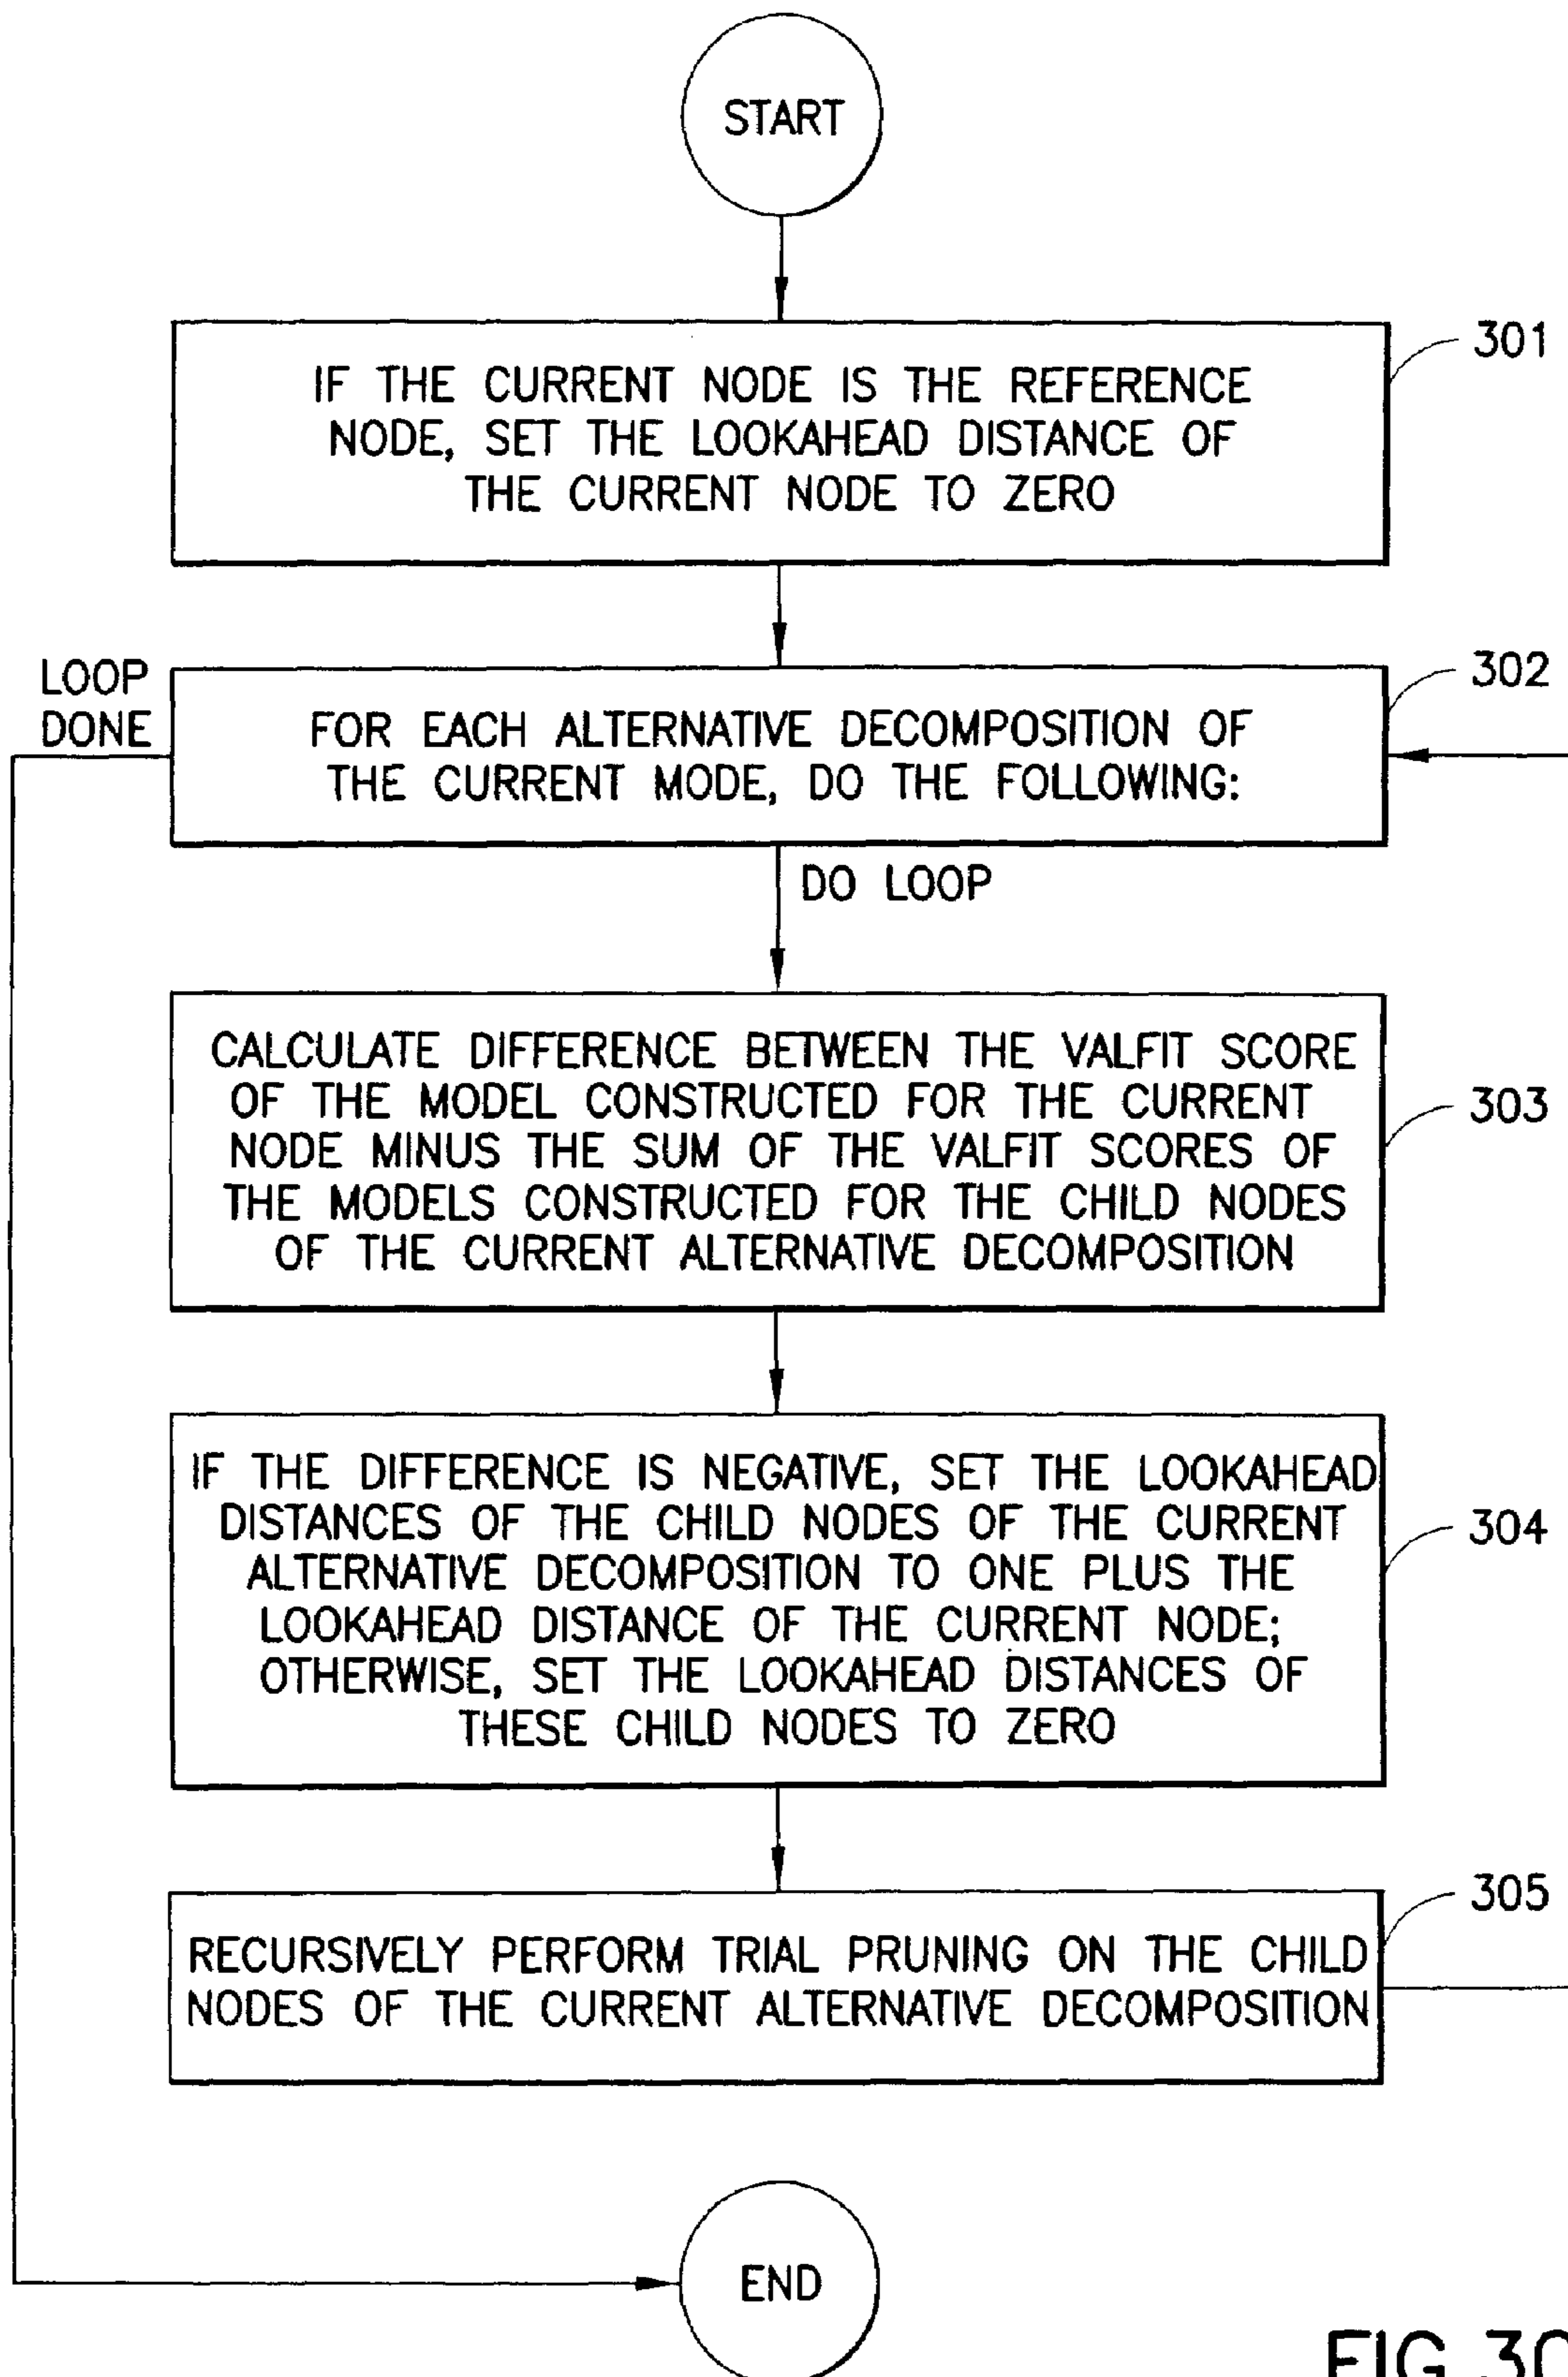 START
IF THE CURRENT NODE IS THE REFERENCE
NODE, SET THE LOOKAHEAD DISTANCE OF
THE CURRENT NODE TO ZERO
301
LOOP
DONE
FOR EACH ALTERNATIVE DECOMPOSITION OF
THE CURRENT MODE, DO THE FOLLOWING:
302
DO LOOP
CALCULATE DIFFERENCE BETWEEN THE VALFIT SCORE
OF THE MODEL CONSTRUCTED FOR THE CURRENT
NODE MINUS THE SUM OF THE VALFIT SCORES OF
THE MODELS CONSTRUCTED FOR THE CHILD NODES
OF THE CURRENT ALTERNATIVE DECOMPOSITION
303
IF THE DIFFERENCE IS NEGATIVE, SET THE LOOKAHEAD
DISTANCES OF THE CHILD NODES OF THE CURRENT
ALTERNATIVE DECOMPOSITION TO ONE PLUS THE
LOOKAHEAD DISTANCE OF THE CURRENT NODE;
OTHERWISE, SET THE LOOKAHEAD DISTANCES OF
THESE CHILD NODES TO ZERO
304
RECURSIVELY PERFORM TRIAL PRUNING ON THE CHILD
NODES OF THE CURRENT ALTERNATIVE DECOMPOSITION
305
END
FIG.30